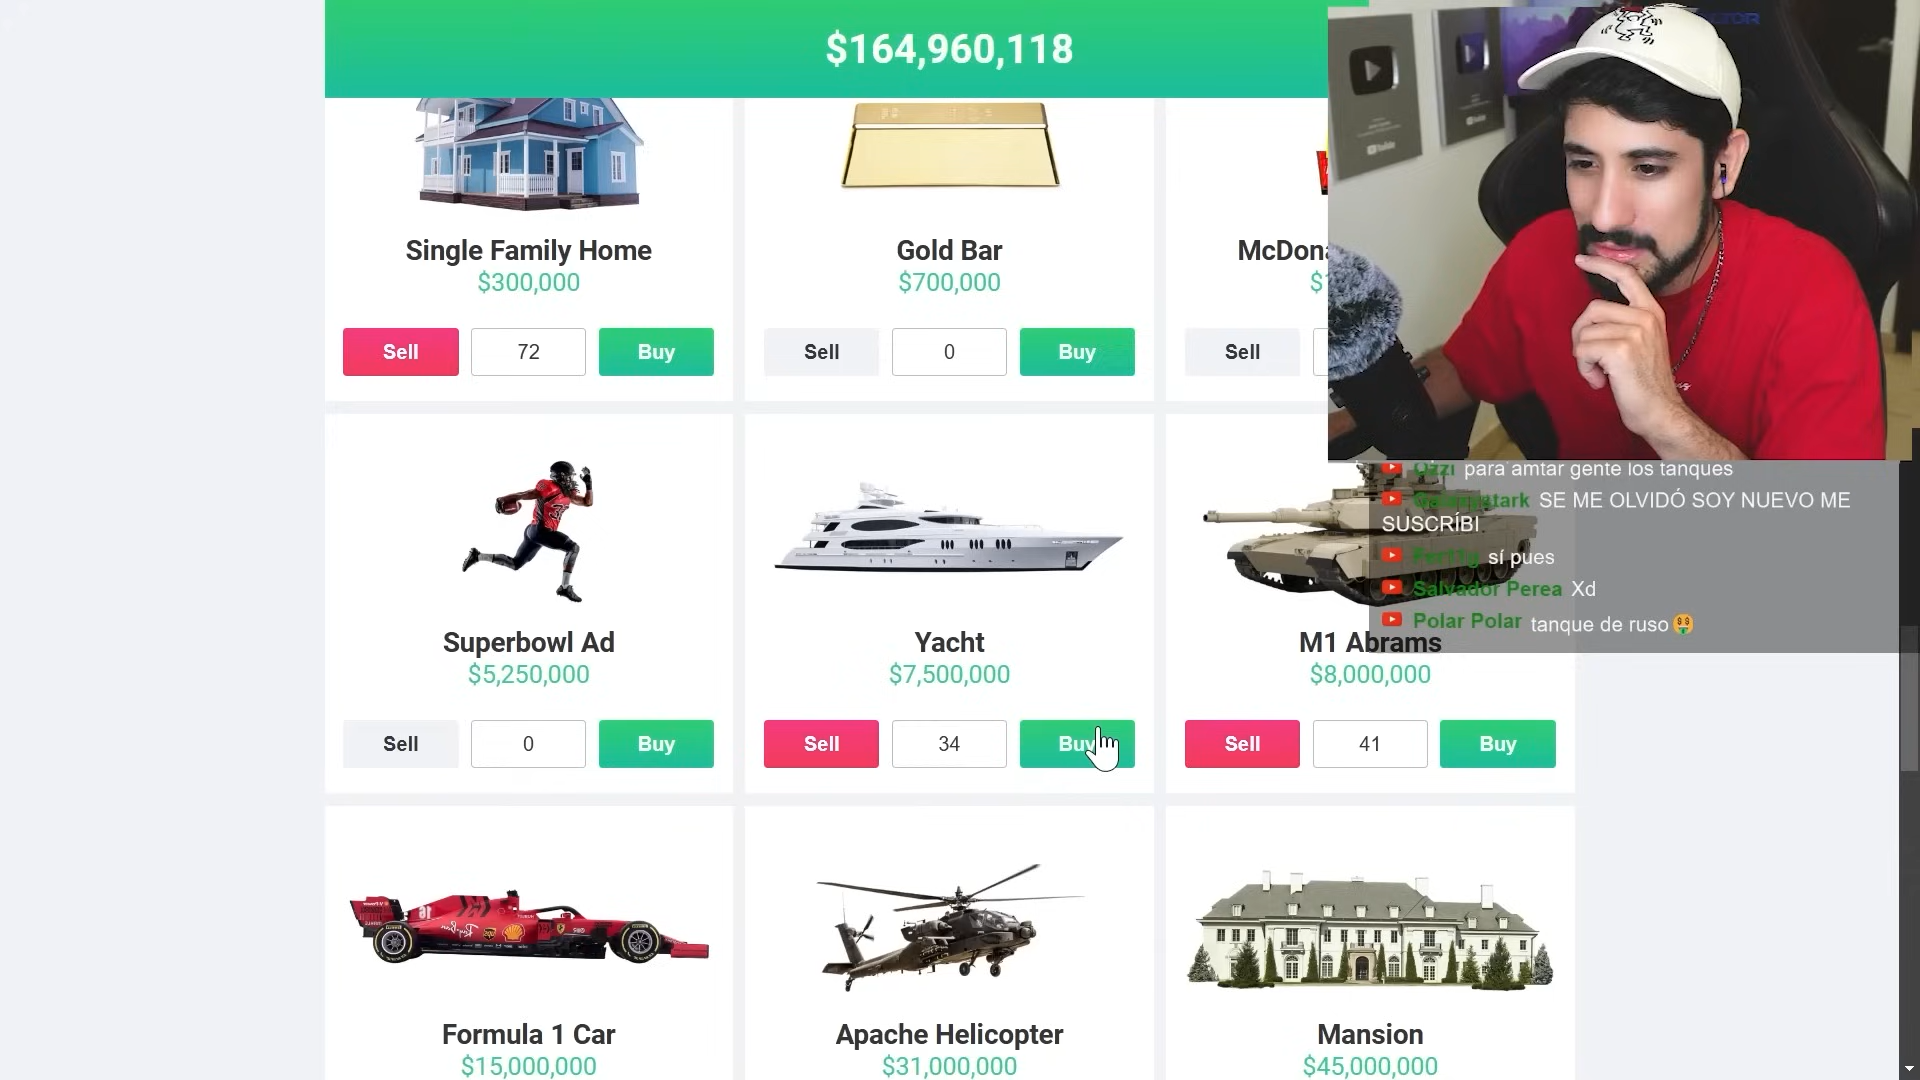 $164,960,118
Single Family Home
$300,000
Sell
72
Buy
Gold Bar
$700,000
Sell
0
Buy
Sell
YouTube
para amtar gente los tanques
SE ME OLVIDÓ SOY NUEVO ME
SUSCRÍBI
sí pues
Salvador Perea Xd
Polar Polar tanque de ruso🤑
Superbowl Ad
$5,250,000
Sell
0
Buy
Yacht
$7,500,000
Sell
34
Buy
M1 Abrams
$8,000,000
Sell
41
Buy
Formula 1 Car
$15,000,000
Apache Helicopter
$31,000,000
Mansion
$45,000,000